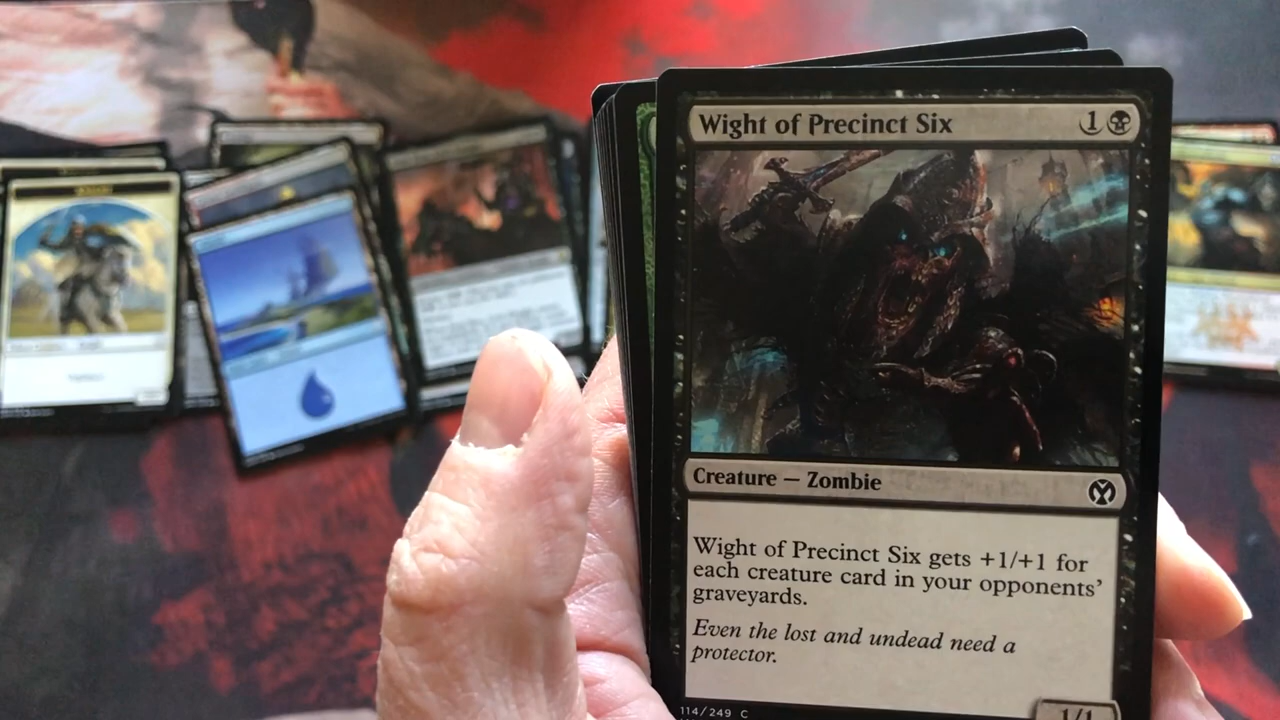 Wight of Precinct Six 1
Creature — Zombie
Wight of Precinct Six gets +1/+1 for
each creature card in your opponents'
graveyards.
Even the lost and undead need a
protector.
1/1
114/249 C